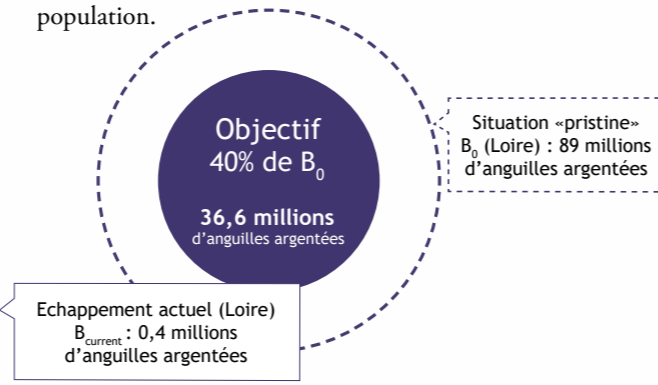 population.
Objectif
40% de B₀
36,6 millions
d’anguilles argentées
Situation «pristine»
B₀ (Loire) : 89 millions
d’anguilles argentées
Echappement actuel (Loire)
B current : 0,4 millions
d’anguilles argentées